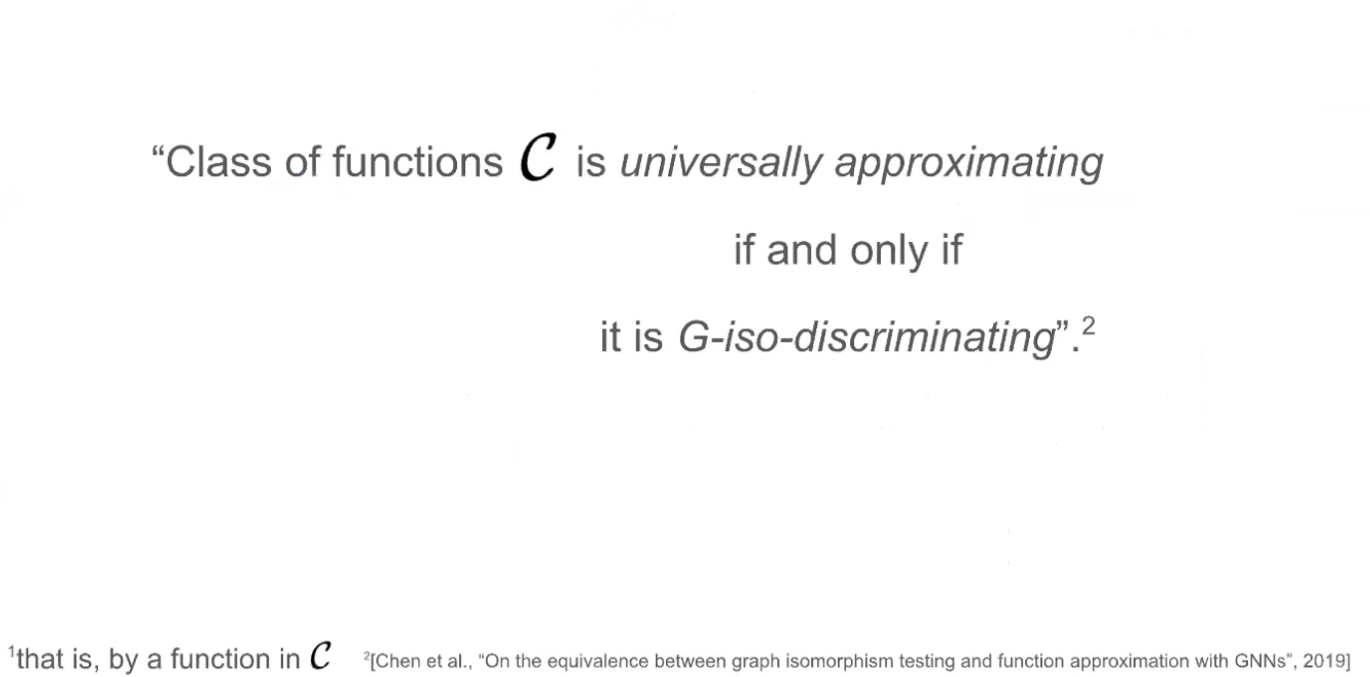 “Class of functions 𝒞 is universally approximating
if and only if
it is G-iso-discriminating”.²
¹that is, by a function in 𝒞 ²[Chen et al., “On the equivalence between graph isomorphism testing and function approximation with GNNs”, 2019]